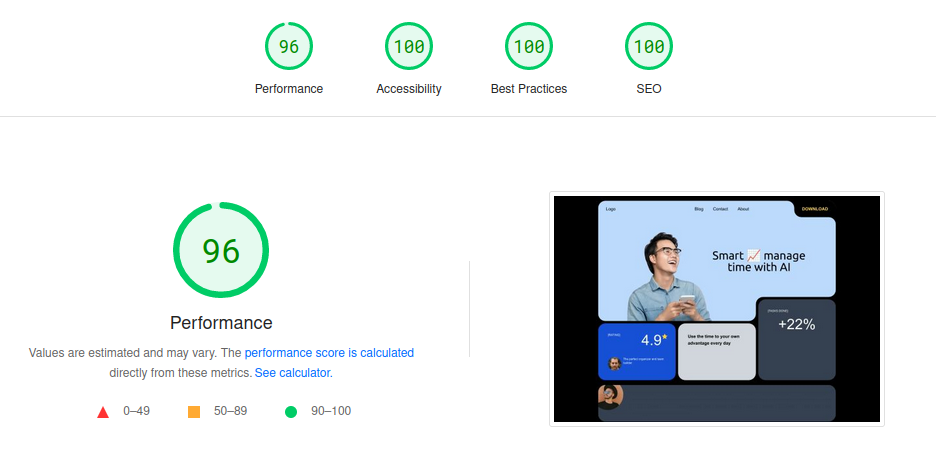 96
100
100
100
Performance
Accessibility
Best Practices
SEO
96
Performance
Values are estimated and may vary. The performance score is calculated
directly from these metrics. See calculator.
0–49
50–89
90–100
Logo
Blog
Contact
About
DOWNLOAD
Smart 📈 manage
time with AI
4.9
Use the time to your own
advantage every day
+22%